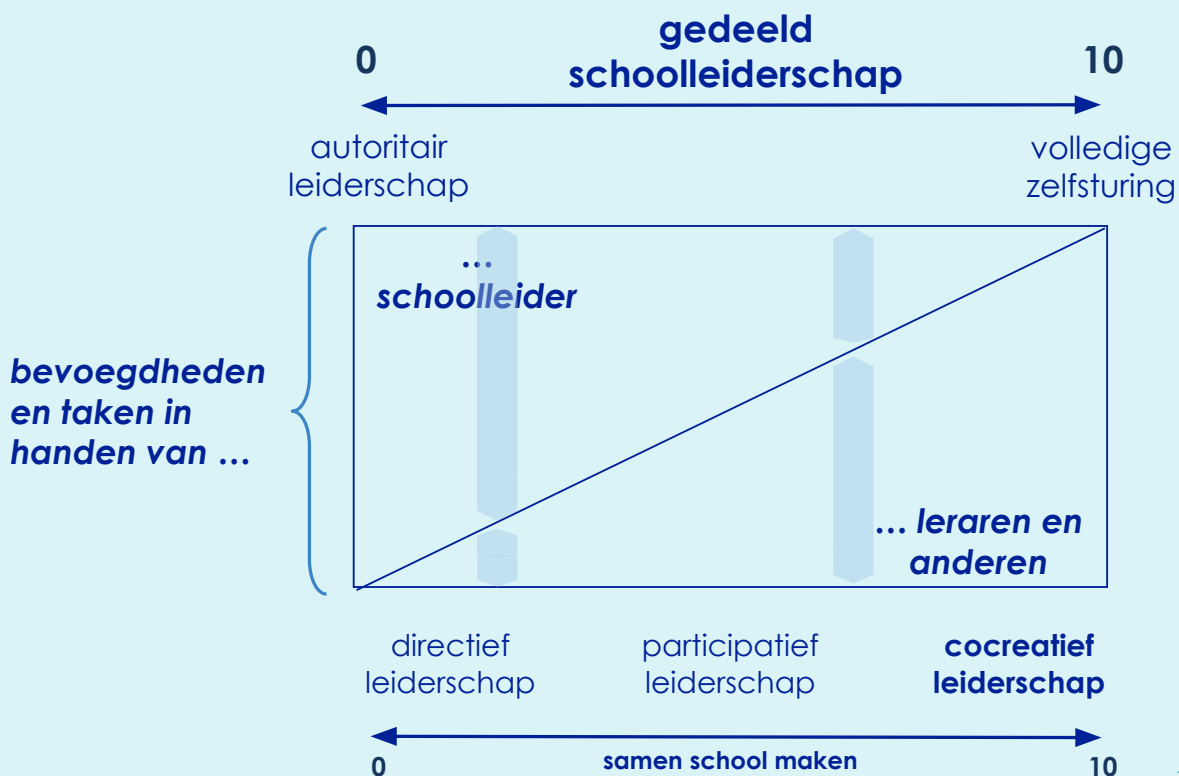 gedeeld
schoolleiderschap
0
10
autoritair
leiderschap
volledige
zelfsturing
...
schoolleider
bevoegdheden
en taken in
handen van ...
... leraren en
anderen
directief
leiderschap
participatief
leiderschap
cocreatief
leiderschap
samen school maken
0
10